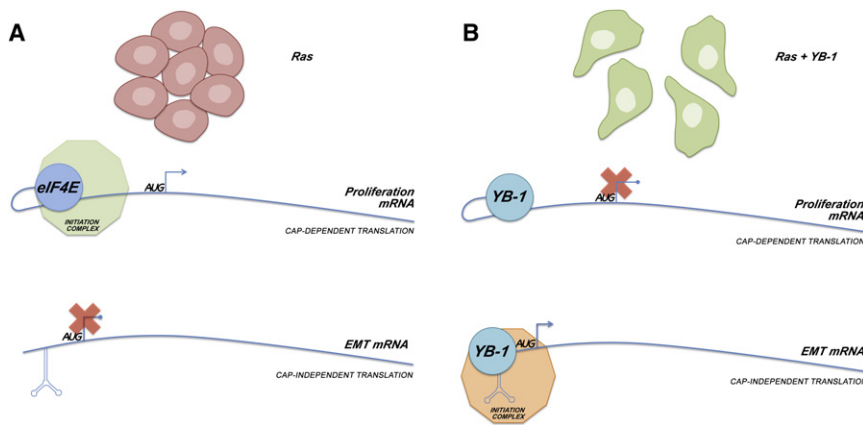 A
Ras
eIF4E
INITIATION
COMPLEX
AUG
Proliferation
mRNA
CAP-DEPENDENT TRANSLATION
AUG
EMT mRNA
CAP-INDEPENDENT TRANSLATION
B
Ras + YB-1
YB-1
AUG
Proliferation
mRNA
CAP-DEPENDENT TRANSLATION
YB-1
AUG
EMT mRNA
CAP-INDEPENDENT TRANSLATION
INITIATION
COMPLEX